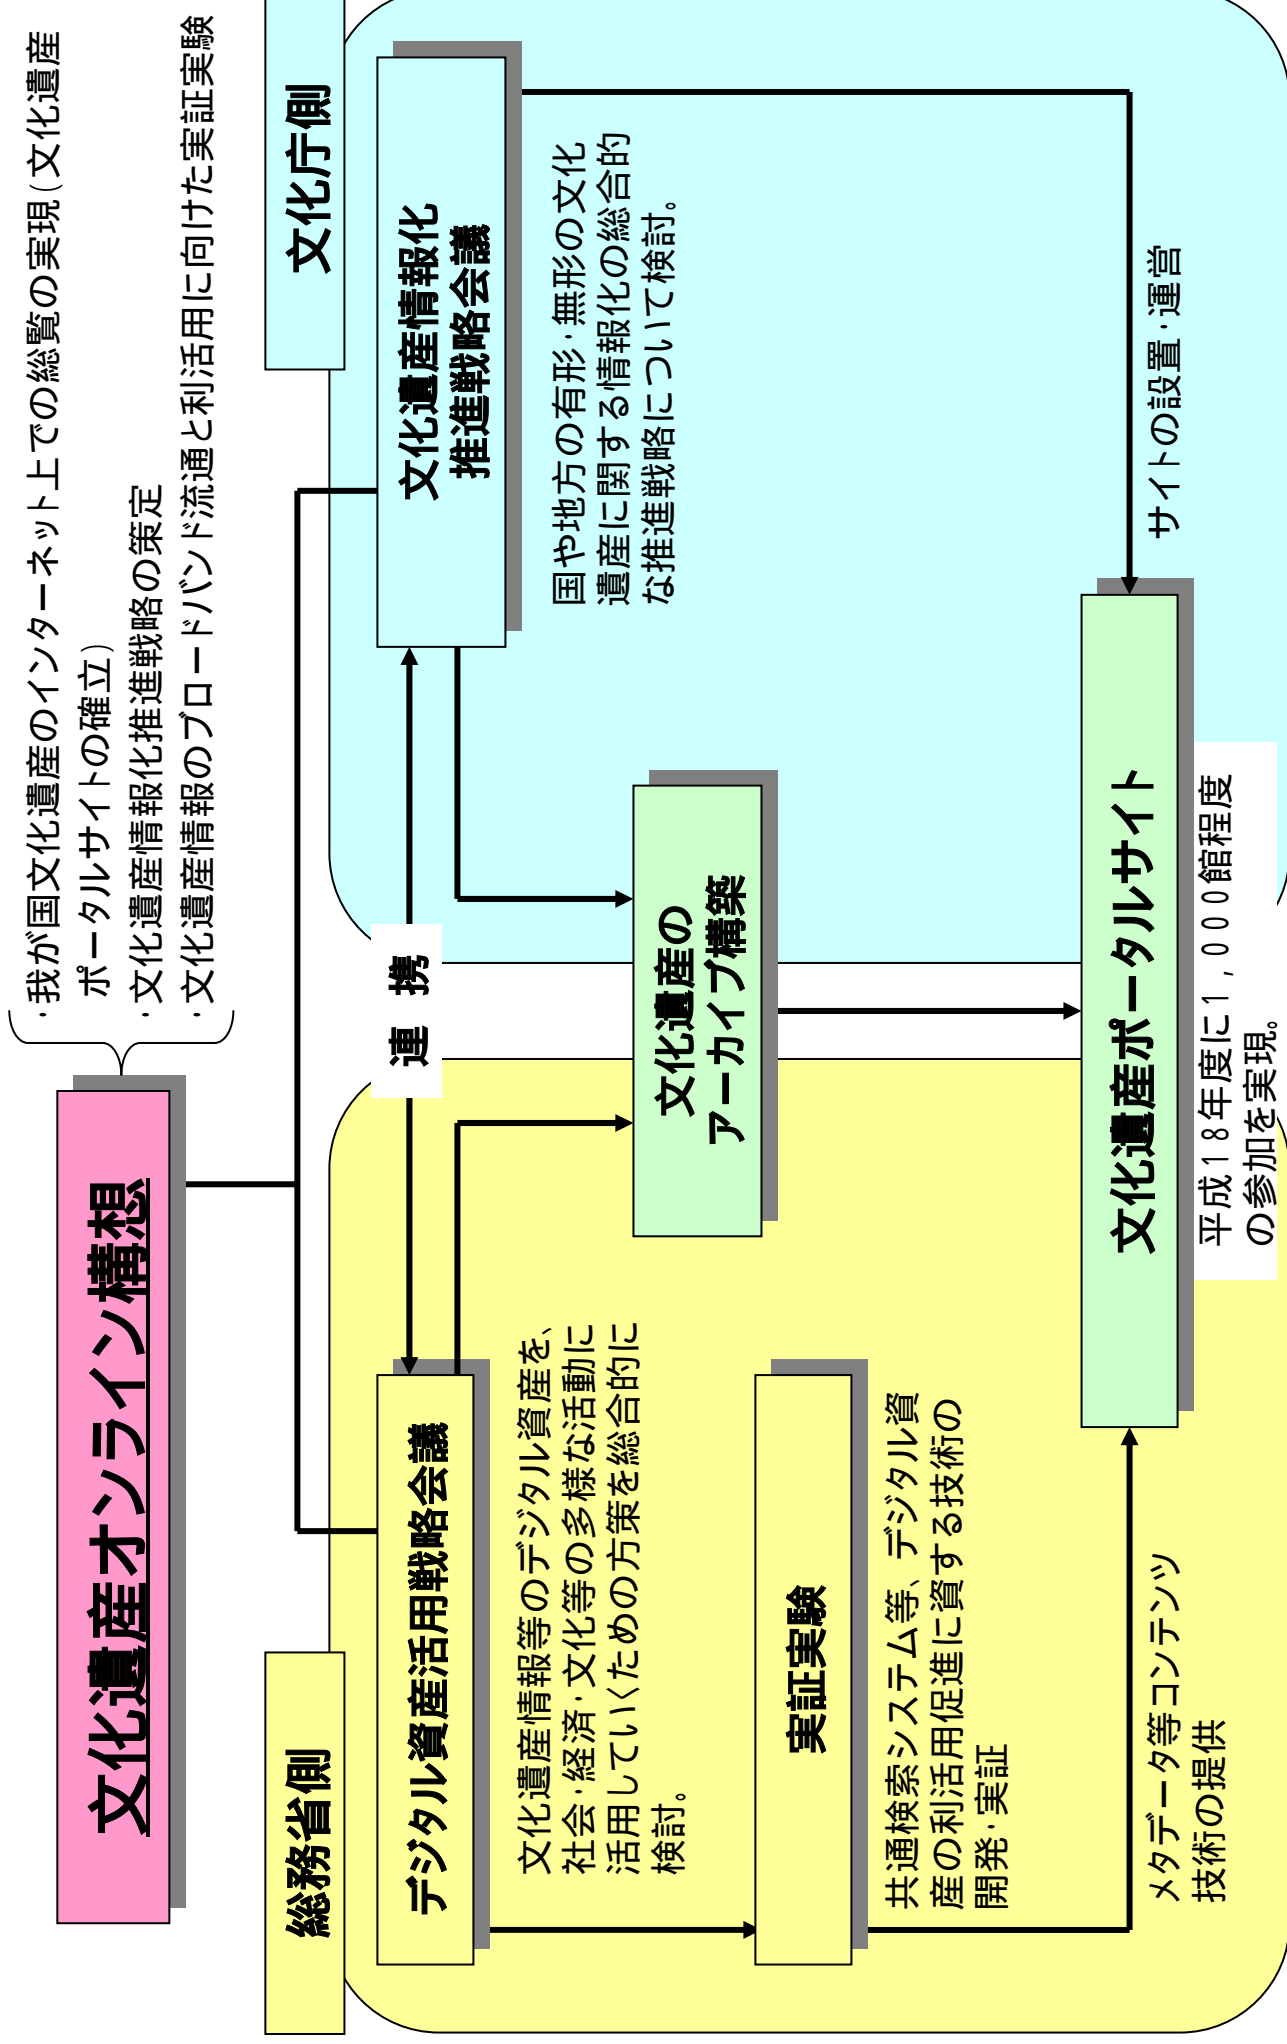 文化遺産オンライン構想
・我が国文化遺産のインターネット上での総覧の実現(文化遺産
ポータルサイトの確立)
・文化遺産情報化推進戦略の策定
・文化遺産情報のブロードバンド流通と利活用に向けた実証実験
総務省側
文化庁側
デジタル資産活用戦略会議
連 携
文化遺産情報化
推進戦略会議
文化遺産情報等のデジタル資産を、
社会・経済・文化等の多様な活動に
活用していくための方策を総合的に
検討。
国や地方の有形・無形の文化
遺産に関する情報化の総合的
な推進戦略について検討。
文化遺産の
アーカイブ構築
実証実験
共通検索システム等、デジタル資
産の利活用促進に資する技術の
開発・実証
文化遺産ポータルサイト
メタデータ等コンテンツ
技術の提供
サイトの設置・運営
平成18年度に1,000館程度
の参加を実現。